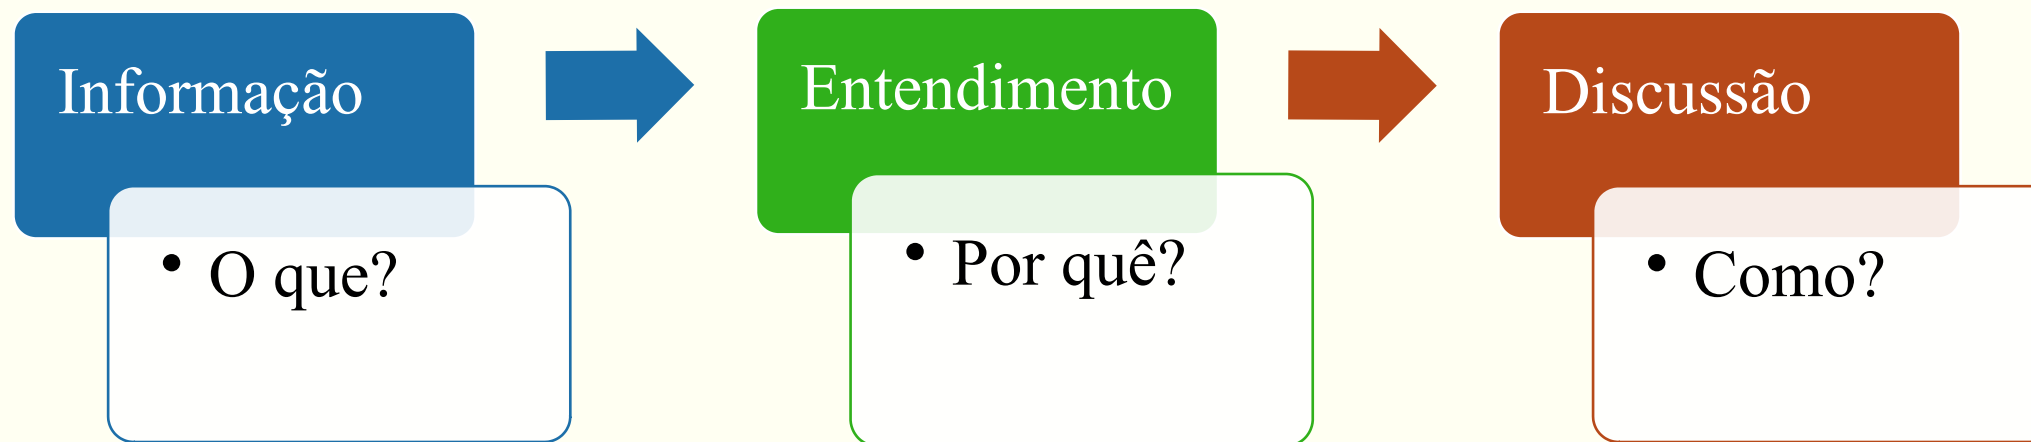 Informação
• O que?
Entendimento
• Por quê?
Discussão
• Como?